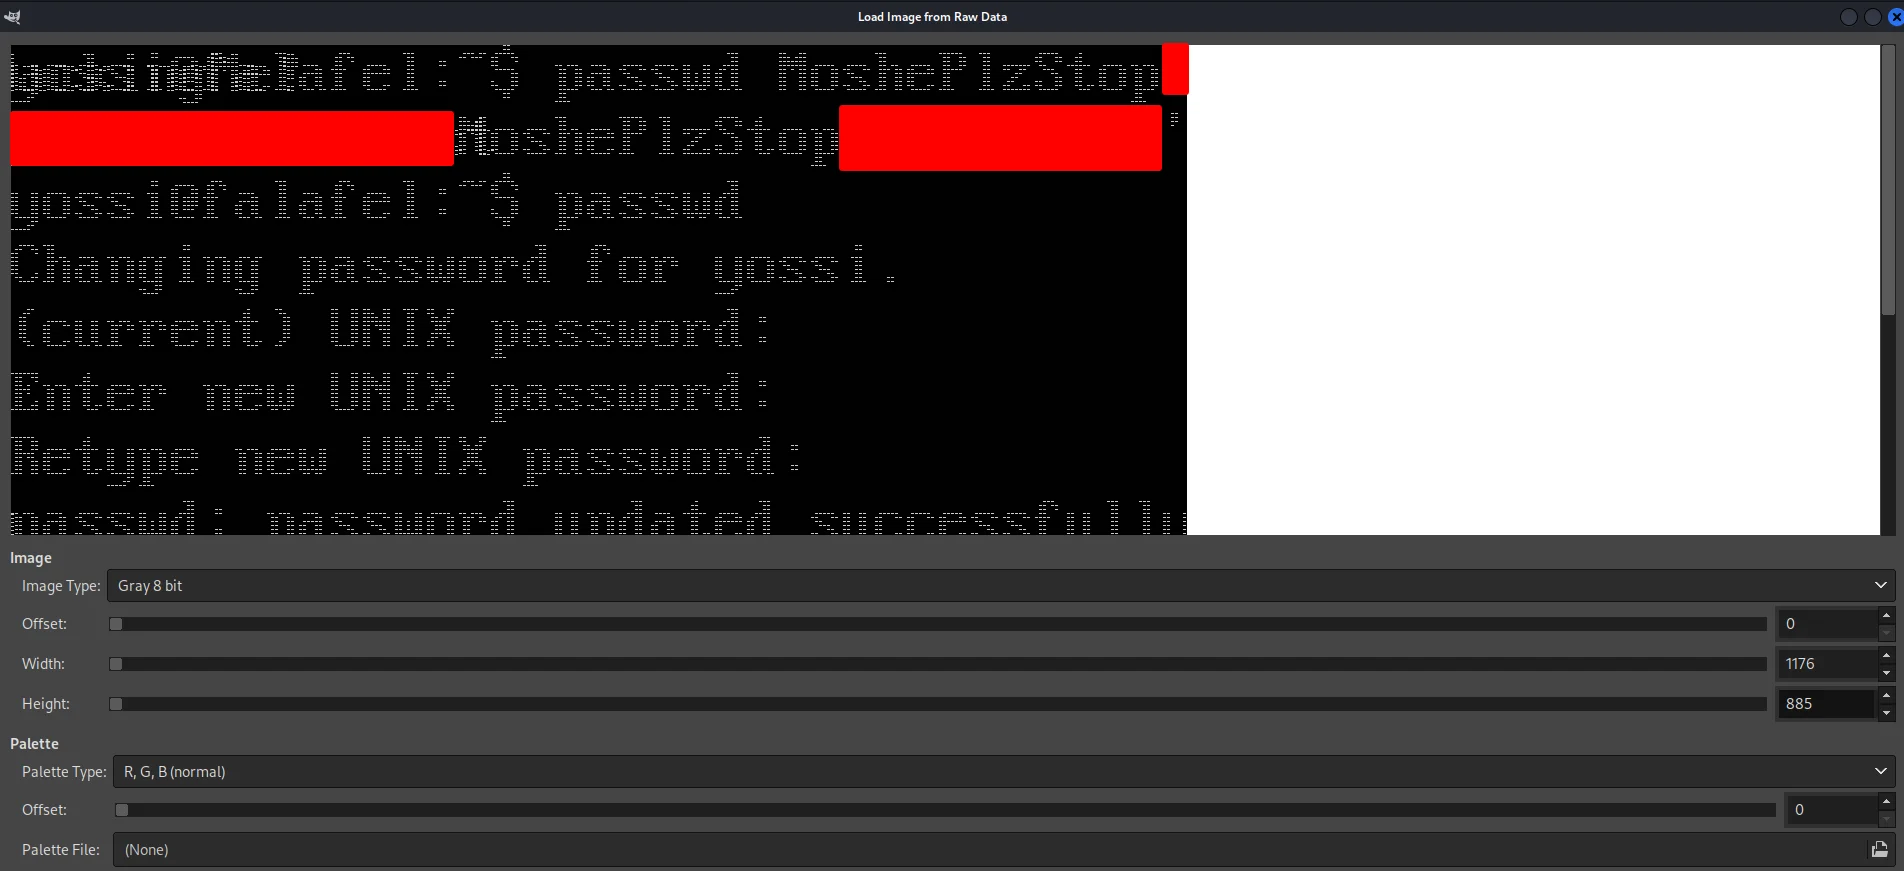 Load Image from Raw Data
yossi@falafel:~$ passwd MoshePlzStop
MoshePlzStop
yossi@falafel:~$ passwd
Changing password for yossi.
(current) UNIX password:
Enter new UNIX password:
Retype new UNIX password:
passwd: password updated successfully
Image
Image Type: Gray 8 bit
Offset: 0
Width: 1176
Height: 885
Palette
Palette Type: R, G, B (normal)
Offset: 0
Palette File: (None)